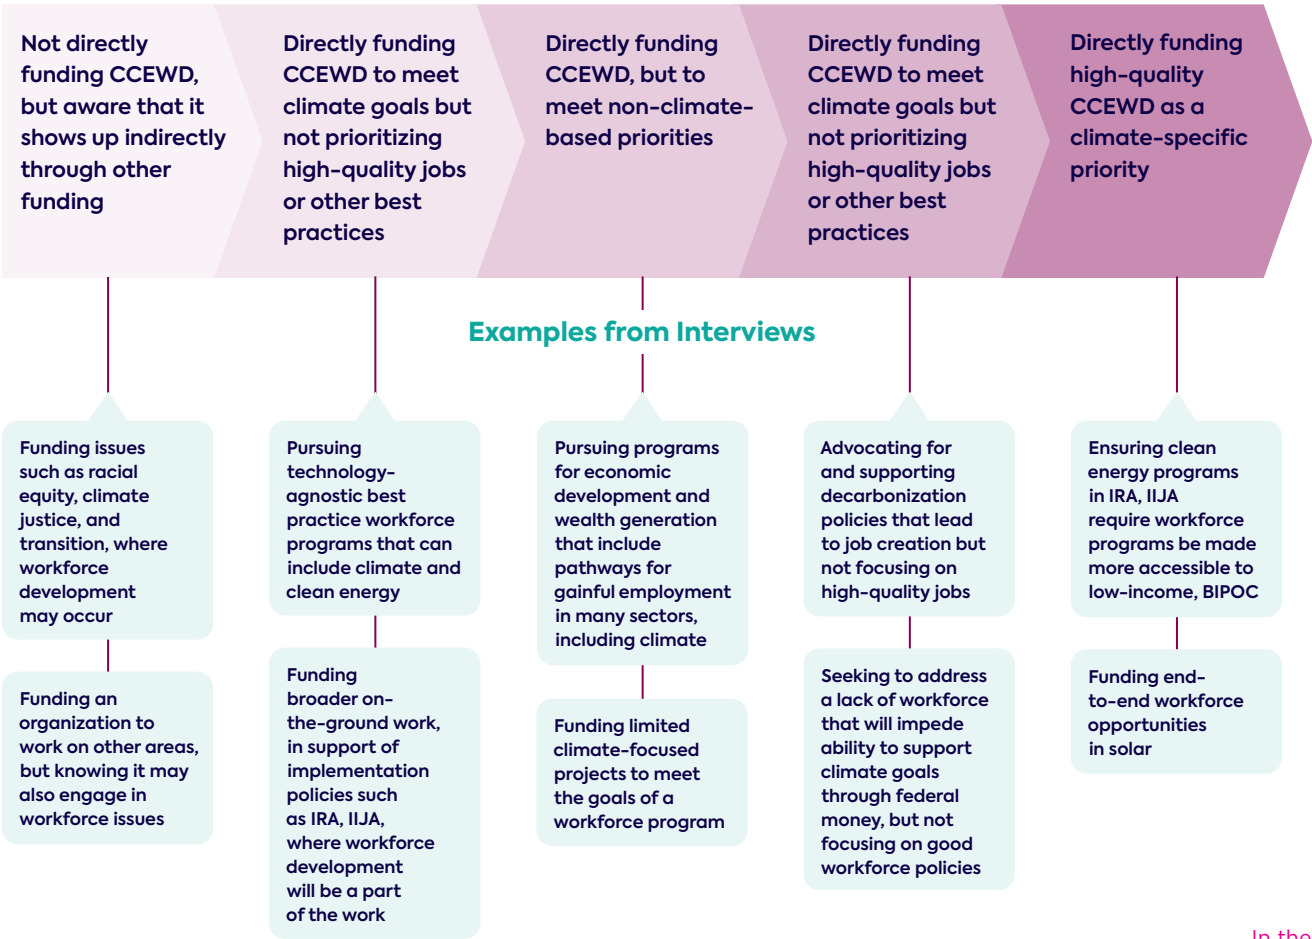 Not directly
funding CCEWD,
but aware that it
shows up indirectly
through other
funding
Directly funding
CCEWD to meet
climate goals but
not prioritizing
high-quality jobs
or other best
practices
Directly funding
CCEWD, but to
meet non-climate-
based priorities
Directly funding
CCEWD to meet
climate goals but
not prioritizing
high-quality jobs
or other best
practices
Directly funding
high-quality
CCEWD as a
climate-specific
priority
Examples from Interviews
Funding issues
such as racial
equity, climate
justice, and
transition, where
workforce
development
may occur
Funding an
organization to
work on other areas,
but knowing it may
also engage in
workforce issues
Pursuing
technology-
agnostic best
practice workforce
programs that can
include climate and
clean energy
Funding
broader on-
the-ground work,
in support of
implementation
policies such
as IRA, IIJA,
where workforce
development
will be a part
of the work
Pursuing programs
for economic
development and
wealth generation
that include
pathways for
gainful employment
in many sectors,
including climate
Funding limited
climate-focused
projects to meet
the goals of a
workforce program
Advocating for
and supporting
decarbonization
policies that lead
to job creation but
not focusing on
high-quality jobs
Seeking to address
a lack of workforce
that will impede
ability to support
climate goals
through federal
money, but not
focusing on good
workforce policies
Ensuring clean
energy programs
in IRA, IIJA
require workforce
programs be made
more accessible to
low-income, BIPOC
Funding end-
to-end workforce
opportunities
in solar
In the